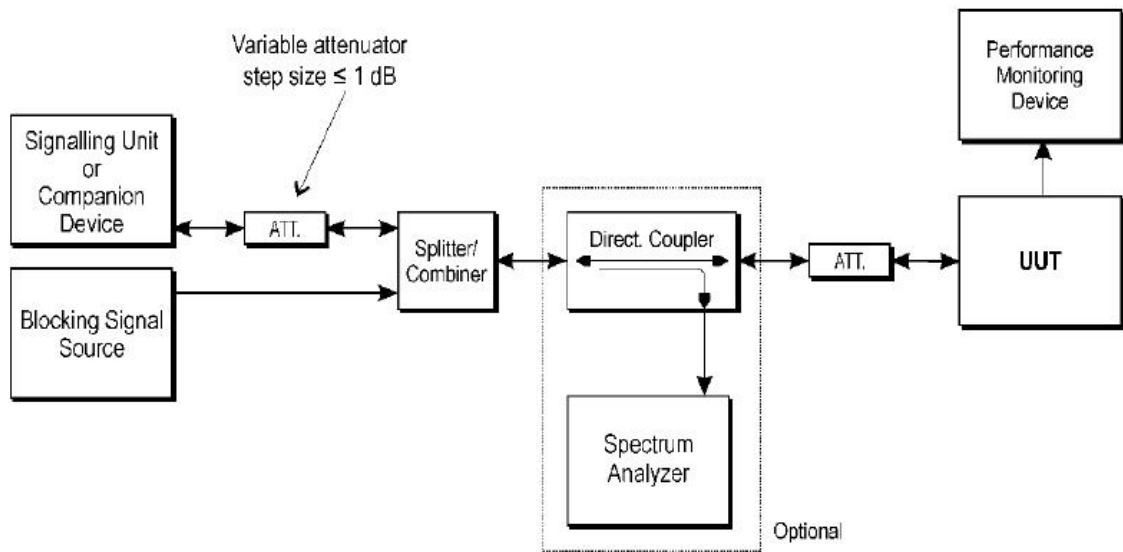 Variable attenuator
step size ≤ 1 dB
Signalling Unit
or
Companion
Device
ATT.
Blocking Signal
Source
Splitter/
Combiner
Direct. Coupler
Spectrum
Analyzer
Optional
ATT.
Performance
Monitoring
Device
UUT